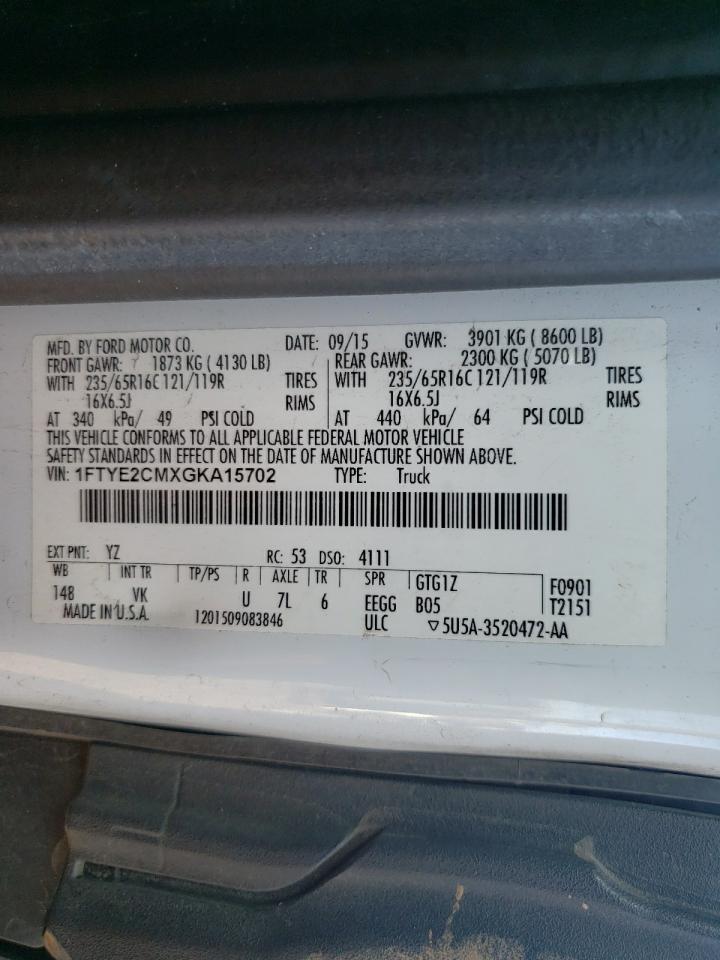 MFD. BY FORD MOTOR CO. DATE: 09/15 GVWR: 3901 KG ( 8600 LB)
FRONT GAWR: 1873 KG ( 4130 LB) REAR GAWR: 2300 KG ( 5070 LB)
WITH 235/65R16C 121/119R TIRES WITH 235/65R16C 121/119R TIRES
16X6.5J RIMS 16X6.5J RIMS
AT 340 kPa/ 49 PSI COLD AT 440 kPa/ 64 PSI COLD
THIS VEHICLE CONFORMS TO ALL APPLICABLE FEDERAL MOTOR VEHICLE
SAFETY STANDARDS IN EFFECT ON THE DATE OF MANUFACTURE SHOWN ABOVE.
VIN: 1FTYE2CMXGKA15702 TYPE: Truck
EXT PNT: YZ RC: 53 DSO: 4111
WB INT TR TP/PS R AXLE TR SPR GTG1Z F0901
148 VK U 7L 6 EEGG B05 T2151
MADE IN U.S.A. 1201509083846 ULC ▽5U5A-3520472-AA